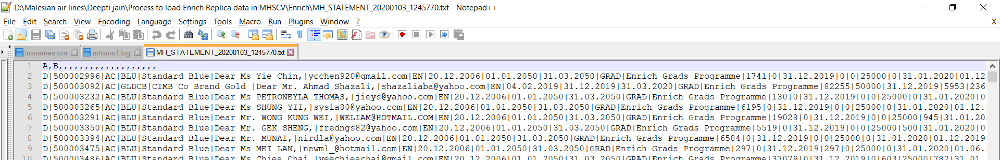 D:\Malesian air lines\Deepti jain\Process to load Enrich Replica data in MHSCV\Enrich\MH_STATEMENT_20200103_1245770.txt - Notepad++
File Edit Search View Encoding Language Settings Tools Macro Run Plugins Window ? X
tnsnames.ora mhsms1.log MH_STATEMENT_20200103_1245770.txt
1 A,B,,,,,,,,,,,,,,,,,,,
2 D|500002996|AC|BLU|Standard Blue|Dear Ms Yie Chin,|ycchen920@gmail.com|EN|20.12.2006|01.01.2050|31.03.2050|GRAD|Enrich Grads Programme|1741|0|31.12.2019|0|0|25000|0|31.01.2020|01.12
3 D|500003092|AC|GLDCB|CIMB Co Brand Gold |Dear Mr. Ahmad Shazali,|shazaliaba@yahoo.com|EN|04.02.2019|31.12.2019|31.03.2020|GRAD|Enrich Grads Programme|82255|50000|31.12.2019|5953|236
4 D|500003232|AC|BLU|Standard Blue|Dear Ms PETRONEYLA THOMAS,|jieys@yahoo.com|EN|20.12.2006|01.01.2050|31.03.2050|GRAD|Enrich Grads Programme|130|0|31.12.2019|0|0|25000|0|31.01.2020|0
5 D|500003265|AC|BLU|Standard Blue|Dear Ms SHUNG YII,|sysia80@yahoo.com|EN|20.12.2006|01.01.2050|31.03.2050|GRAD|Enrich Grads Programme|6195|0|31.12.2019|0|0|25000|0|31.01.2020|01.12.
6 D|500003291|AC|BLU|Standard Blue|Dear Mr. WONG KUNG WEI,|WELIAM@HOTMAIL.COM|EN|20.12.2006|01.01.2050|31.03.2050|GRAD|Enrich Grads Programme|19028|0|31.12.2019|0|0|25000|945|31.01.20
7 D|500003350|AC|BLU|Standard Blue|Dear Mr. GEK SHENG,|fredngs82@yahoo.com|EN|20.12.2006|01.01.2050|31.03.2050|GRAD|Enrich Grads Programme|5519|0|31.12.2019|0|0|25000|500|31.01.2020|0
8 D|500003394|AC|BLU|Standard Blue|Dear Mr. MUNAI,|nirdla@yahoo.com|EN|20.12.2006|01.01.2050|31.03.2050|GRAD|Enrich Grads Programme|6584|0|31.12.2019|0|0|25000|0|31.01.2020|01.12.2019
9 D|500003475|AC|BLU|Standard Blue|Dear Ms MEI LAN,|newml_@hotmail.com|EN|20.12.2006|01.01.2050|31.03.2050|GRAD|Enrich Grads Programme|297|0|31.12.2019|297|0|25000|0|31.01.2020|01.06.
10 D|500003486|AC|BLU|Standard Blue|Dear Ms Chiea Chai,|yeechieachai@gmail.com|EN|20.12.2006|01.01.2050|31.03.2050|GRAD|Enrich Grads Programme|37079|0|31.12.2019|0|603|25000|782|31.01